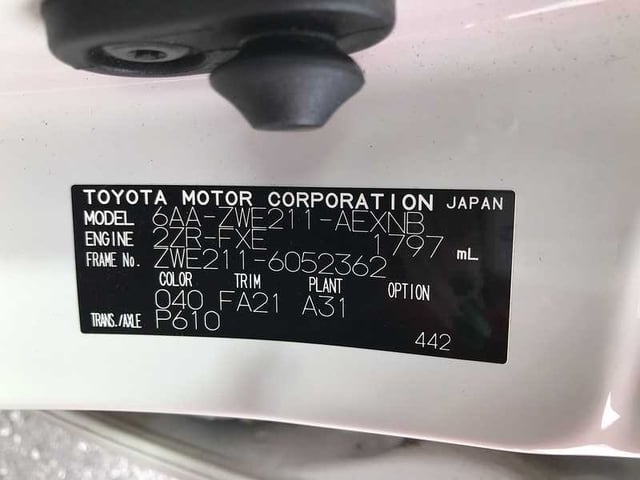 TOYOTA MOTOR CORPORATION JAPAN
MODEL 6AA-ZWE211-AEXNB
ENGINE 2ZR-FXE 1797 mL
FRAME No. ZWE211-6052362
COLOR TRIM PLANT OPTION
040 FA21 A31
TRANS./AXLE P610
442